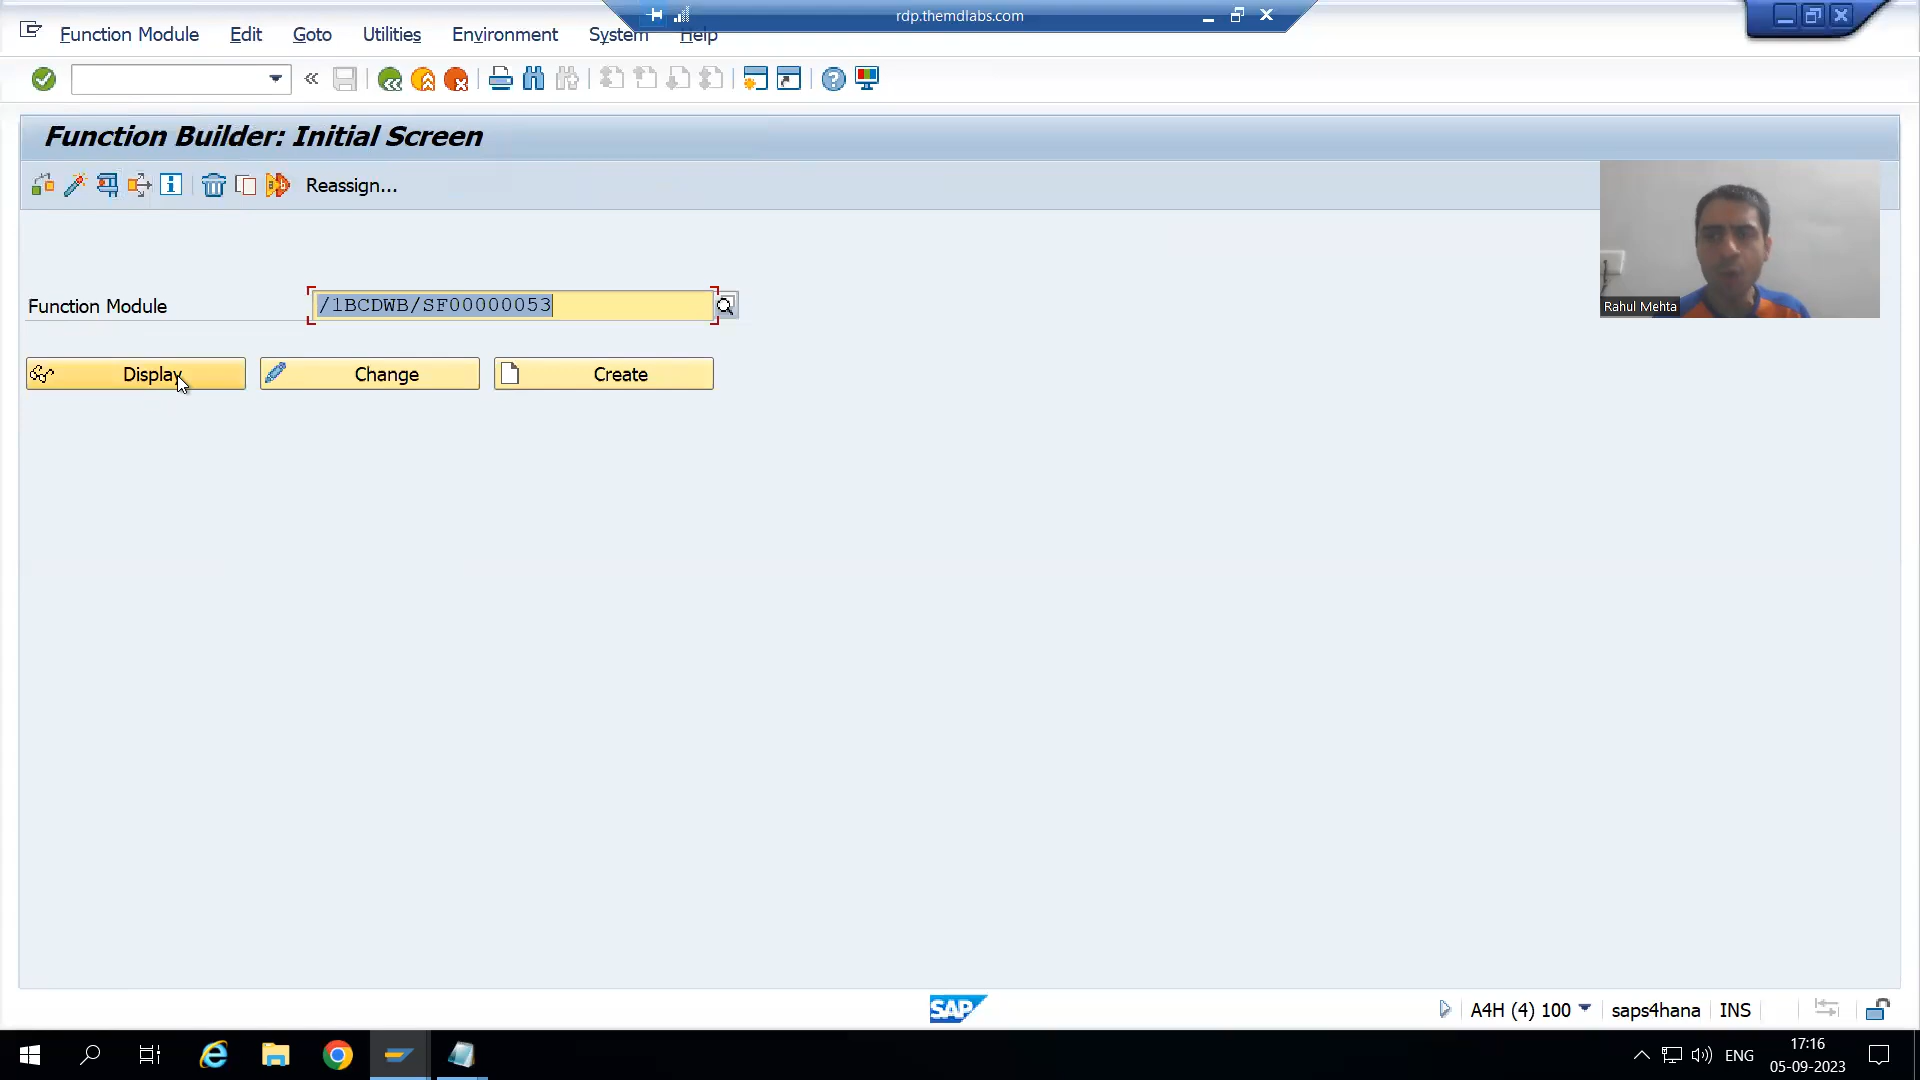 rdp.themdlabs.com
Function Module Edit Goto Utilities Environment System Help
Function Builder: Initial Screen
Reassign...
Function Module /1BCDWB/SF00000053
Display Change Create
Rahul Mehta
SAP A4H (4) 100 saps4hana INS
ENG 17:16
05-09-2023